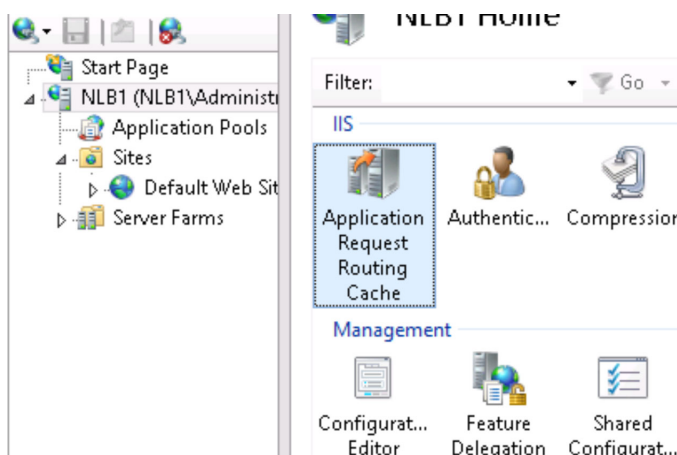 NLB1 Home
Start Page
NLB1 (NLB1\Administr
Application Pools
Sites
Default Web Sit
Server Farms
Filter:
Go
IIS
Application Request Routing Cache
Authentic...
Compression
Management
Configurat... Editor
Feature Delegation
Shared Configurat...